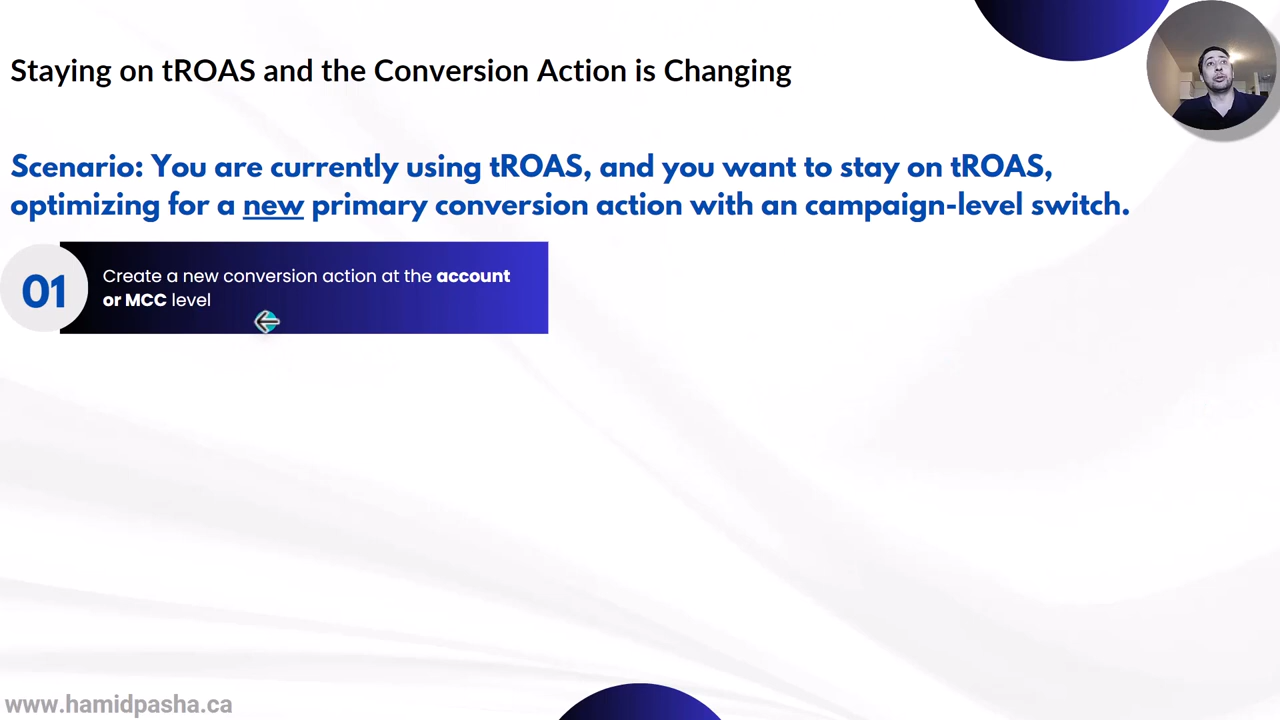 Staying on tROAS and the Conversion Action is Changing
Scenario: You are currently using tROAS, and you want to stay on tROAS,
optimizing for a new primary conversion action with an campaign-level switch.
01
Create a new conversion action at the account
or MCC level
www.hamidpasha.ca